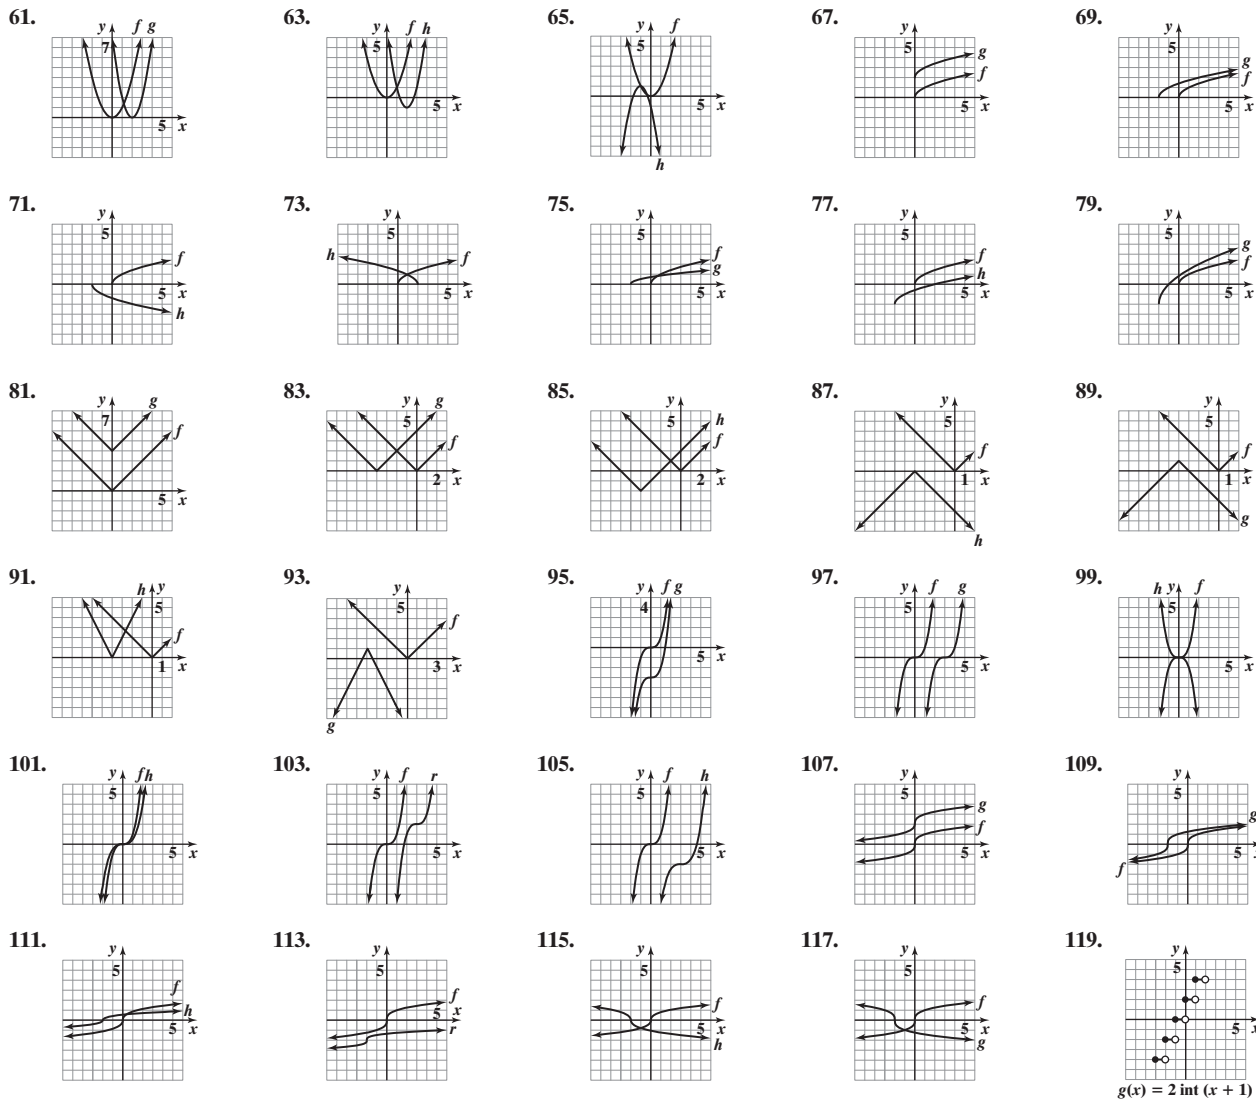 61. y 7 f g 5 x
63. y 5 f h 5 x
65. y 5 f h
67. y 5 g f 5 x
69. y 5 g f 5 x
71. y 5 f 5 x h
73. y 5 h f 5 x
75. y 5 f g 5 x
77. y 5 f h 5 x
79. y 5 g f 5 x
81. y 7 g f 5 x
83. y 5 g f 2 x
85. y 5 h f 2 x
87. y 5 f 1 x h
89. y 5 f 1 x g
91. h y 5 f 1 x
93. y 5 f 3 x g
95. y f g 4 5 x
97. y f g 5 5 x
99. h y f 5 5 x
101. y f h 5 5 x
103. y f r 5 5 x
105. y f h 5 5 x
107. y 5 g f 5 x
109. y 5 g f 5 x
111. y 5 f h 5 x
113. y 5 f x 5 r
115. y 5 f 5 x h
117. y 5 f 5 x g
119. y 5 5 x
g(x) = 2 int (x + 1)